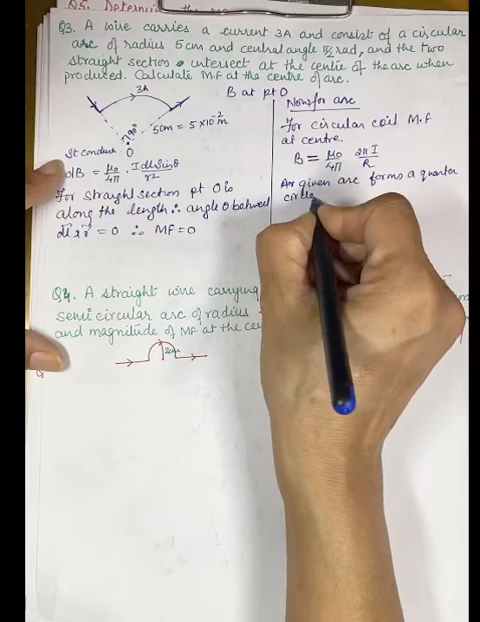 Q5. Determine the
Q3. A wire carries a current 3A and consist of a circular
arc of radius 5cm and central angle π/2 rad, and the two
straight section intersect at the centre of the arc when
produced. Calculate M.F at the centre of arc.
3A
B at pt O
90°
5cm = 5×10⁻²m
O
St conduct
dB = μ₀/4π . Idl Sinθ/r²
For straight section pt O is
along the length ∴ angle θ between
dl⃗ & r⃗ = 0 ∴ MF = 0
Now for arc
For circular coil M.F
at centre.
B = μ₀/4π 2πI/R
As given arc forms a quarter
circle
Q4. A straight wire carrying
semi circular arc of radius
and magnitude of MF at the ce
2cm